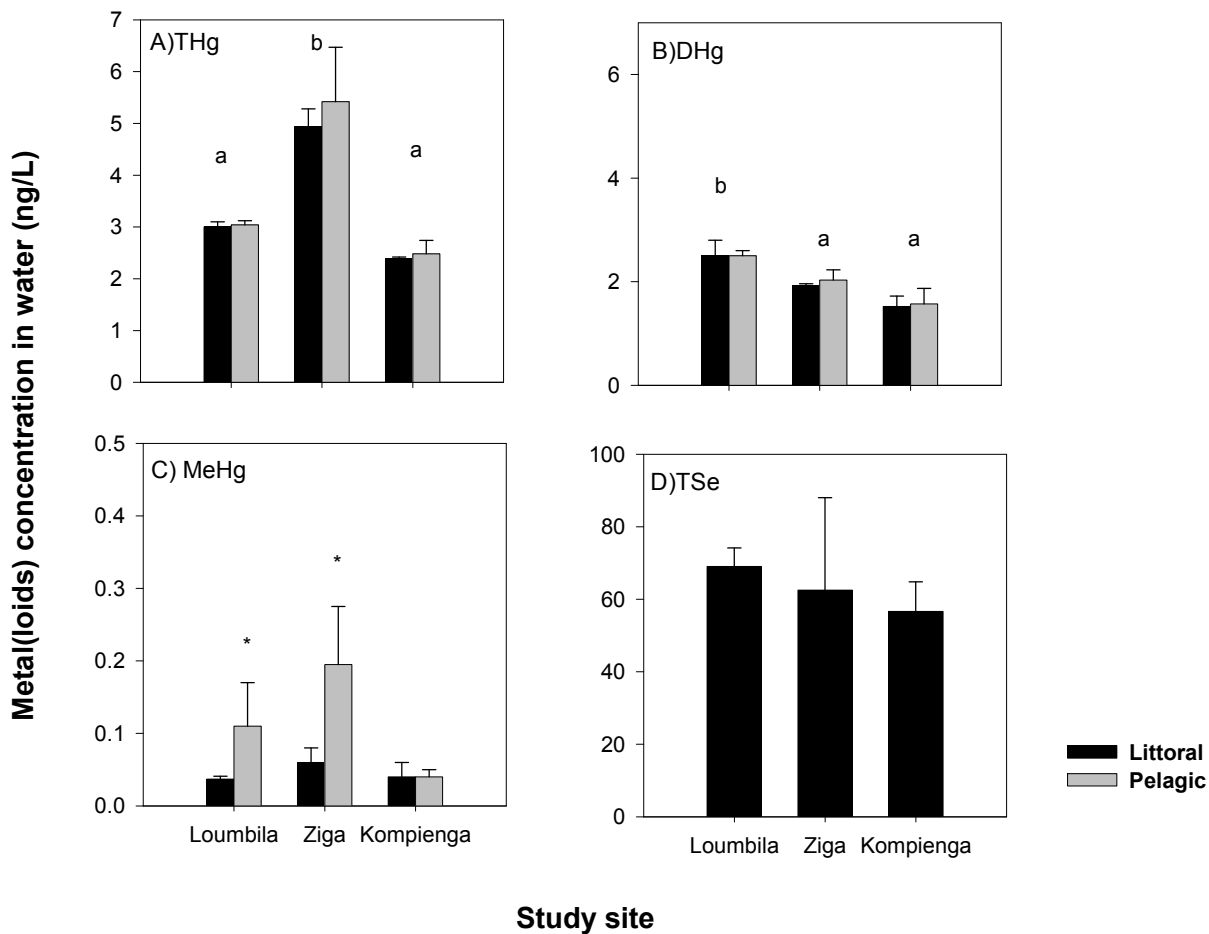 Metal(loids) concentration in water (ng/L)
A)THg
7
6
5
4
3
2
1
0
a
b
a
B)DHg
6
4
2
0
b
a
a
C) MeHg
0.5
0.4
0.3
0.2
0.1
0.0
*
*
Loumbila Ziga Kompienga
D)TSe
100
80
60
40
20
0
Loumbila Ziga Kompienga
Littoral
Pelagic
Study site